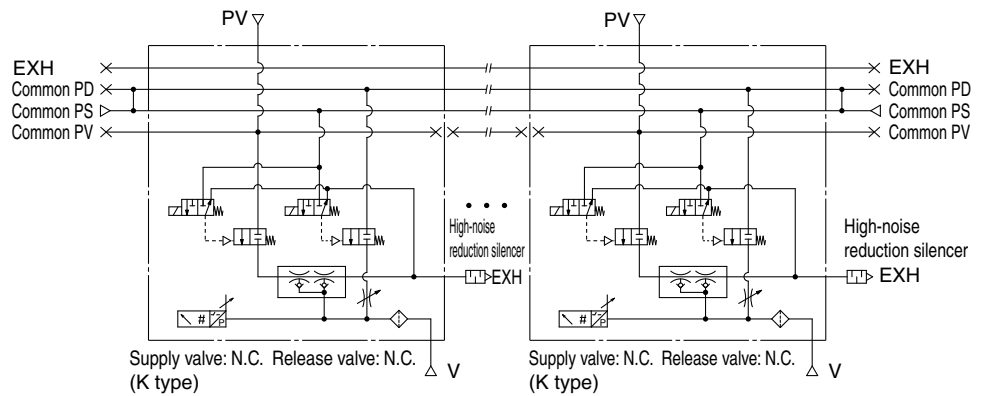 PV
PV
EXH
EXH
Common PD
Common PD
Common PS
Common PS
Common PV
Common PV
High-noise
reduction silencer
EXH
High-noise
reduction silencer
EXH
#
P
#
P
V
V
Supply valve: N.C. Release valve: N.C.
(K type)
Supply valve: N.C. Release valve: N.C.
(K type)